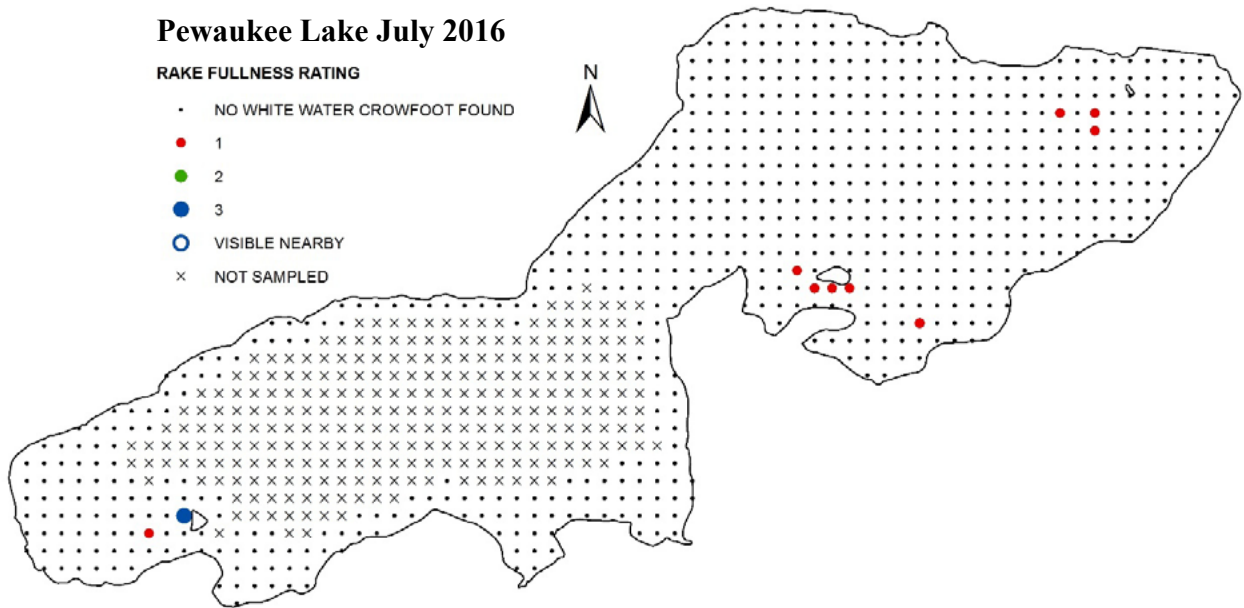 Pewaukee Lake July 2016
RAKE FULLNESS RATING
NO WHITE WATER CROWFOOT FOUND
1
2
3
VISIBLE NEARBY
NOT SAMPLED
N